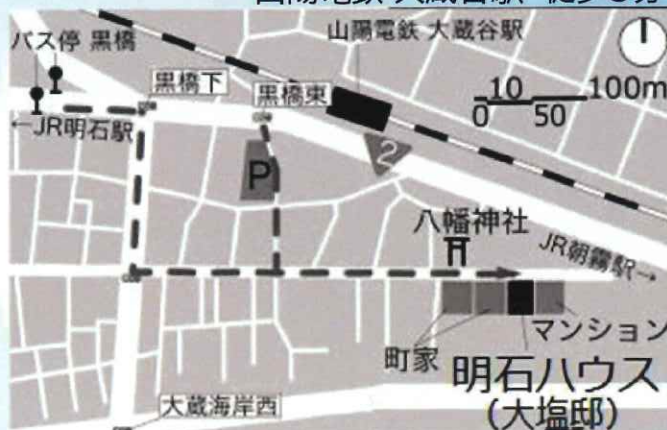 バス停 黒橋
山陽電鉄 大蔵谷駅
黒橋下
黒橋東
10 100m
0 50
←JR明石駅
2
P
八幡神社
JR朝霧駅→
町家
マンション
明石ハウス
(大塩邸)
大蔵海岸西